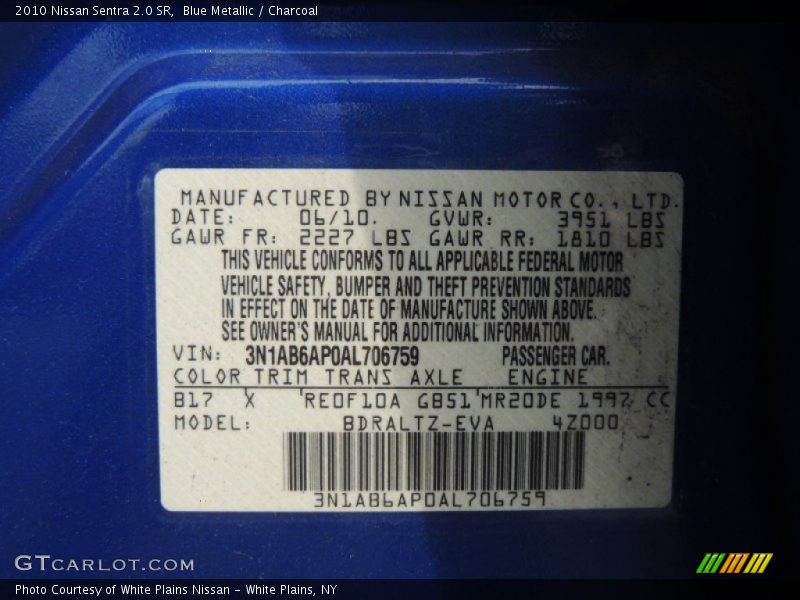 2010 Nissan Sentra 2.0 SR,  Blue Metallic / Charcoal
MANUFACTURED BY NISSAN MOTOR CO., LTD.
DATE: 06/10. GVWR: 3951 LBS
GAWR FR: 2227 LBS GAWR RR: 1810 LBS
THIS VEHICLE CONFORMS TO ALL APPLICABLE FEDERAL MOTOR
VEHICLE SAFETY, BUMPER AND THEFT PREVENTION STANDARDS
IN EFFECT ON THE DATE OF MANUFACTURE SHOWN ABOVE.
SEE OWNER'S MANUAL FOR ADDITIONAL INFORMATION.
VIN: 3N1AB6AP0AL706759 PASSENGER CAR.
COLOR TRIM TRANS AXLE ENGINE
B17 X 'RE0F10A GB51'MR20DE 1997 CC
MODEL: BDRALTZ-EVA 4Z000
3N1AB6AP0AL706759
GTCARLOT.COM
Photo Courtesy of White Plains Nissan - White Plains, NY